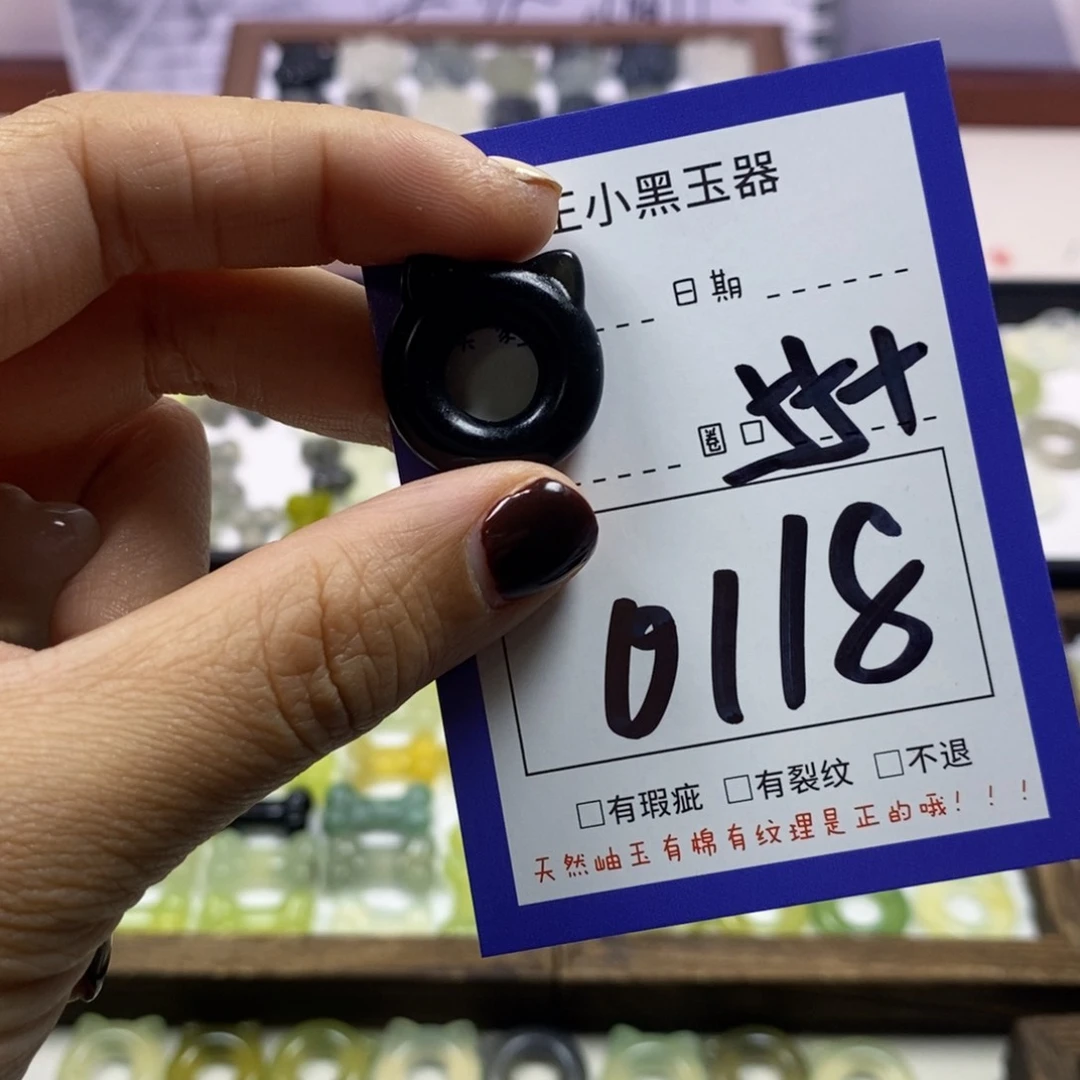 王小黑玉器
日期
圈
0118
有瑕疵 有裂纹 不退
天然岫玉有棉有纹理是正的哦！！！